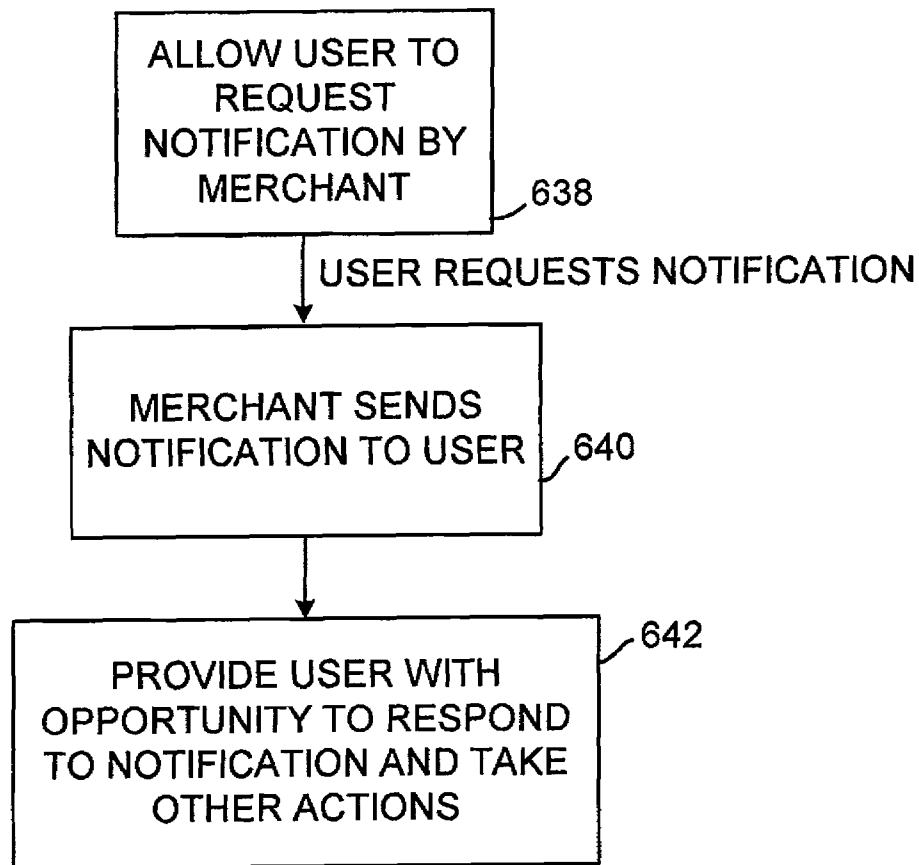 ALLOW USER TO
REQUEST
NOTIFICATION BY
MERCHANT
638
USER REQUESTS NOTIFICATION
MERCHANT SENDS
NOTIFICATION TO USER
640
642
PROVIDE USER WITH
OPPORTUNITY TO RESPOND
TO NOTIFICATION AND TAKE
OTHER ACTIONS